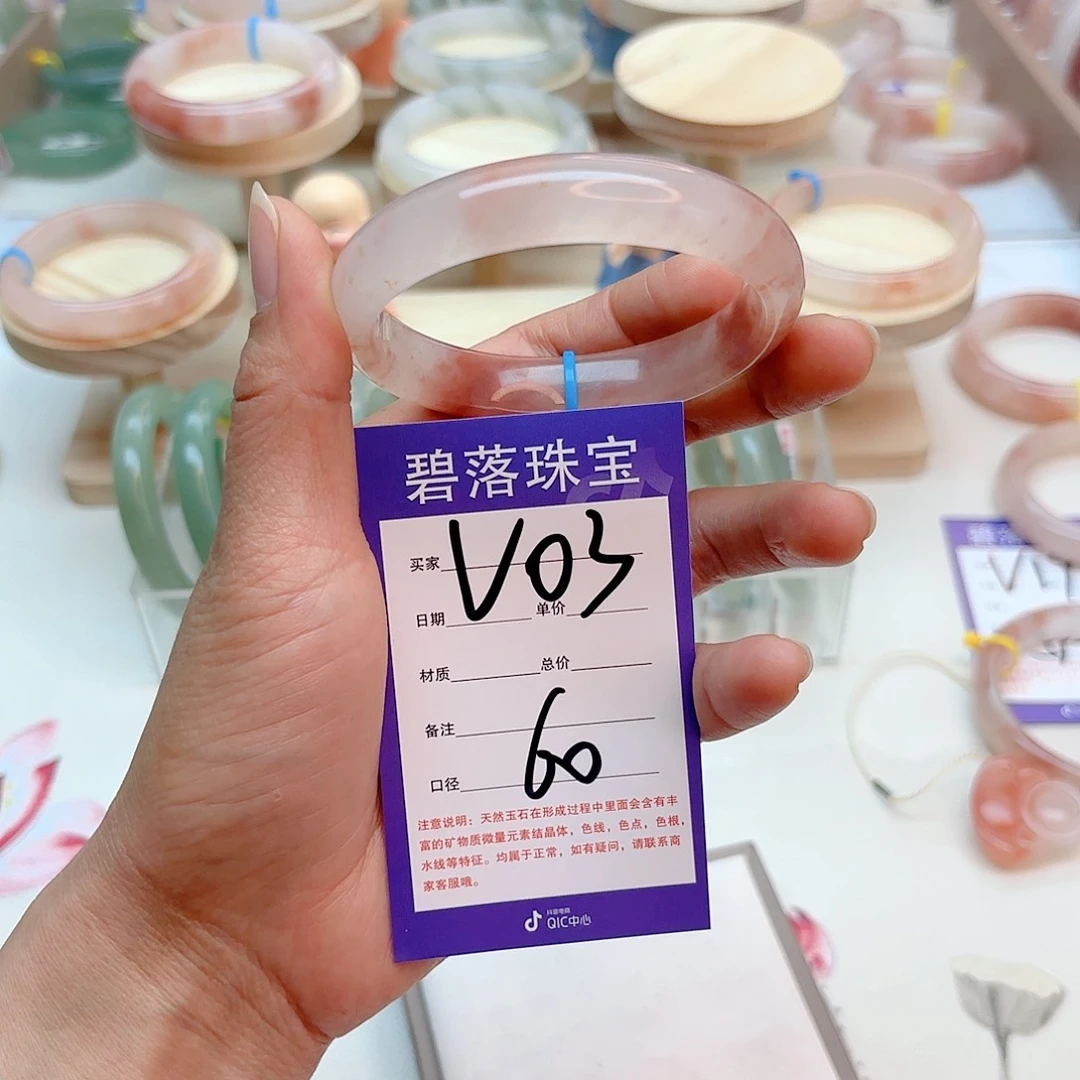 碧落珠宝
买家 V03
日期 单价
材质 总价
备注
口径 60
注意说明：天然玉石在形成过程中里面会含有丰
富的矿物质微量元素结晶体，色线，色点，色根，
水线等特征。均属于正常，如有疑问，请联系商
家客服哦。
抖音电商
QIC中心